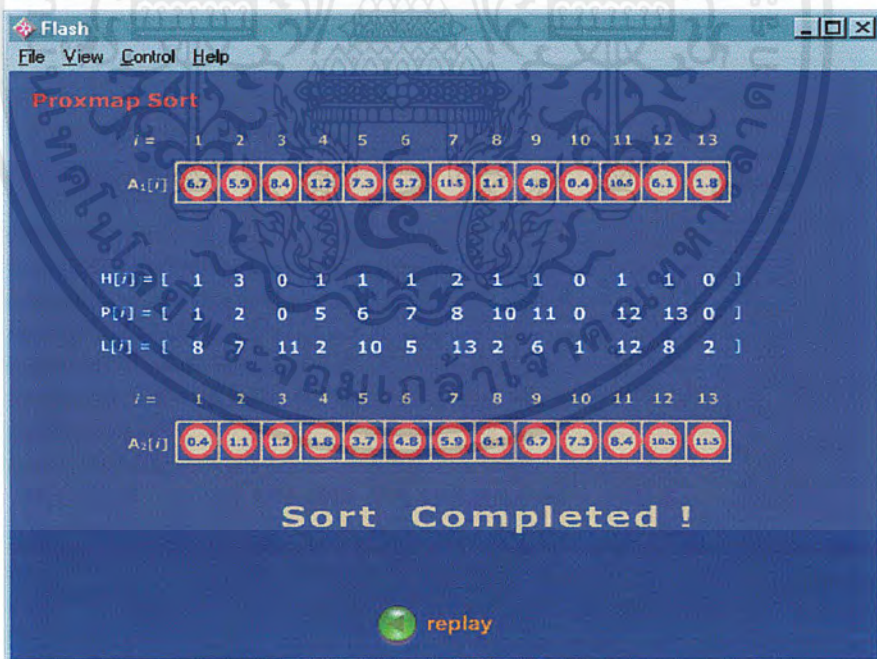 Flash
File View Control Help
Proxmap Sort
i = 1 2 3 4 5 6 7 8 9 10 11 12 13
A₁[i] 6.7 5.9 8.4 1.2 7.3 3.7 11.5 1.1 4.8 0.4 10.5 6.1 1.8
H[i] = [ 1 3 0 1 1 1 2 1 1 0 1 1 0 ]
P[i] = [ 1 2 0 5 6 7 8 10 11 0 12 13 0 ]
L[i] = [ 8 7 11 2 10 5 13 2 6 1 12 8 2 ]
i = 1 2 3 4 5 6 7 8 9 10 11 12 13
A₂[i] 0.4 1.1 1.2 1.8 3.7 4.8 5.9 6.1 6.7 7.3 8.4 10.5 11.5
Sort Completed !
replay